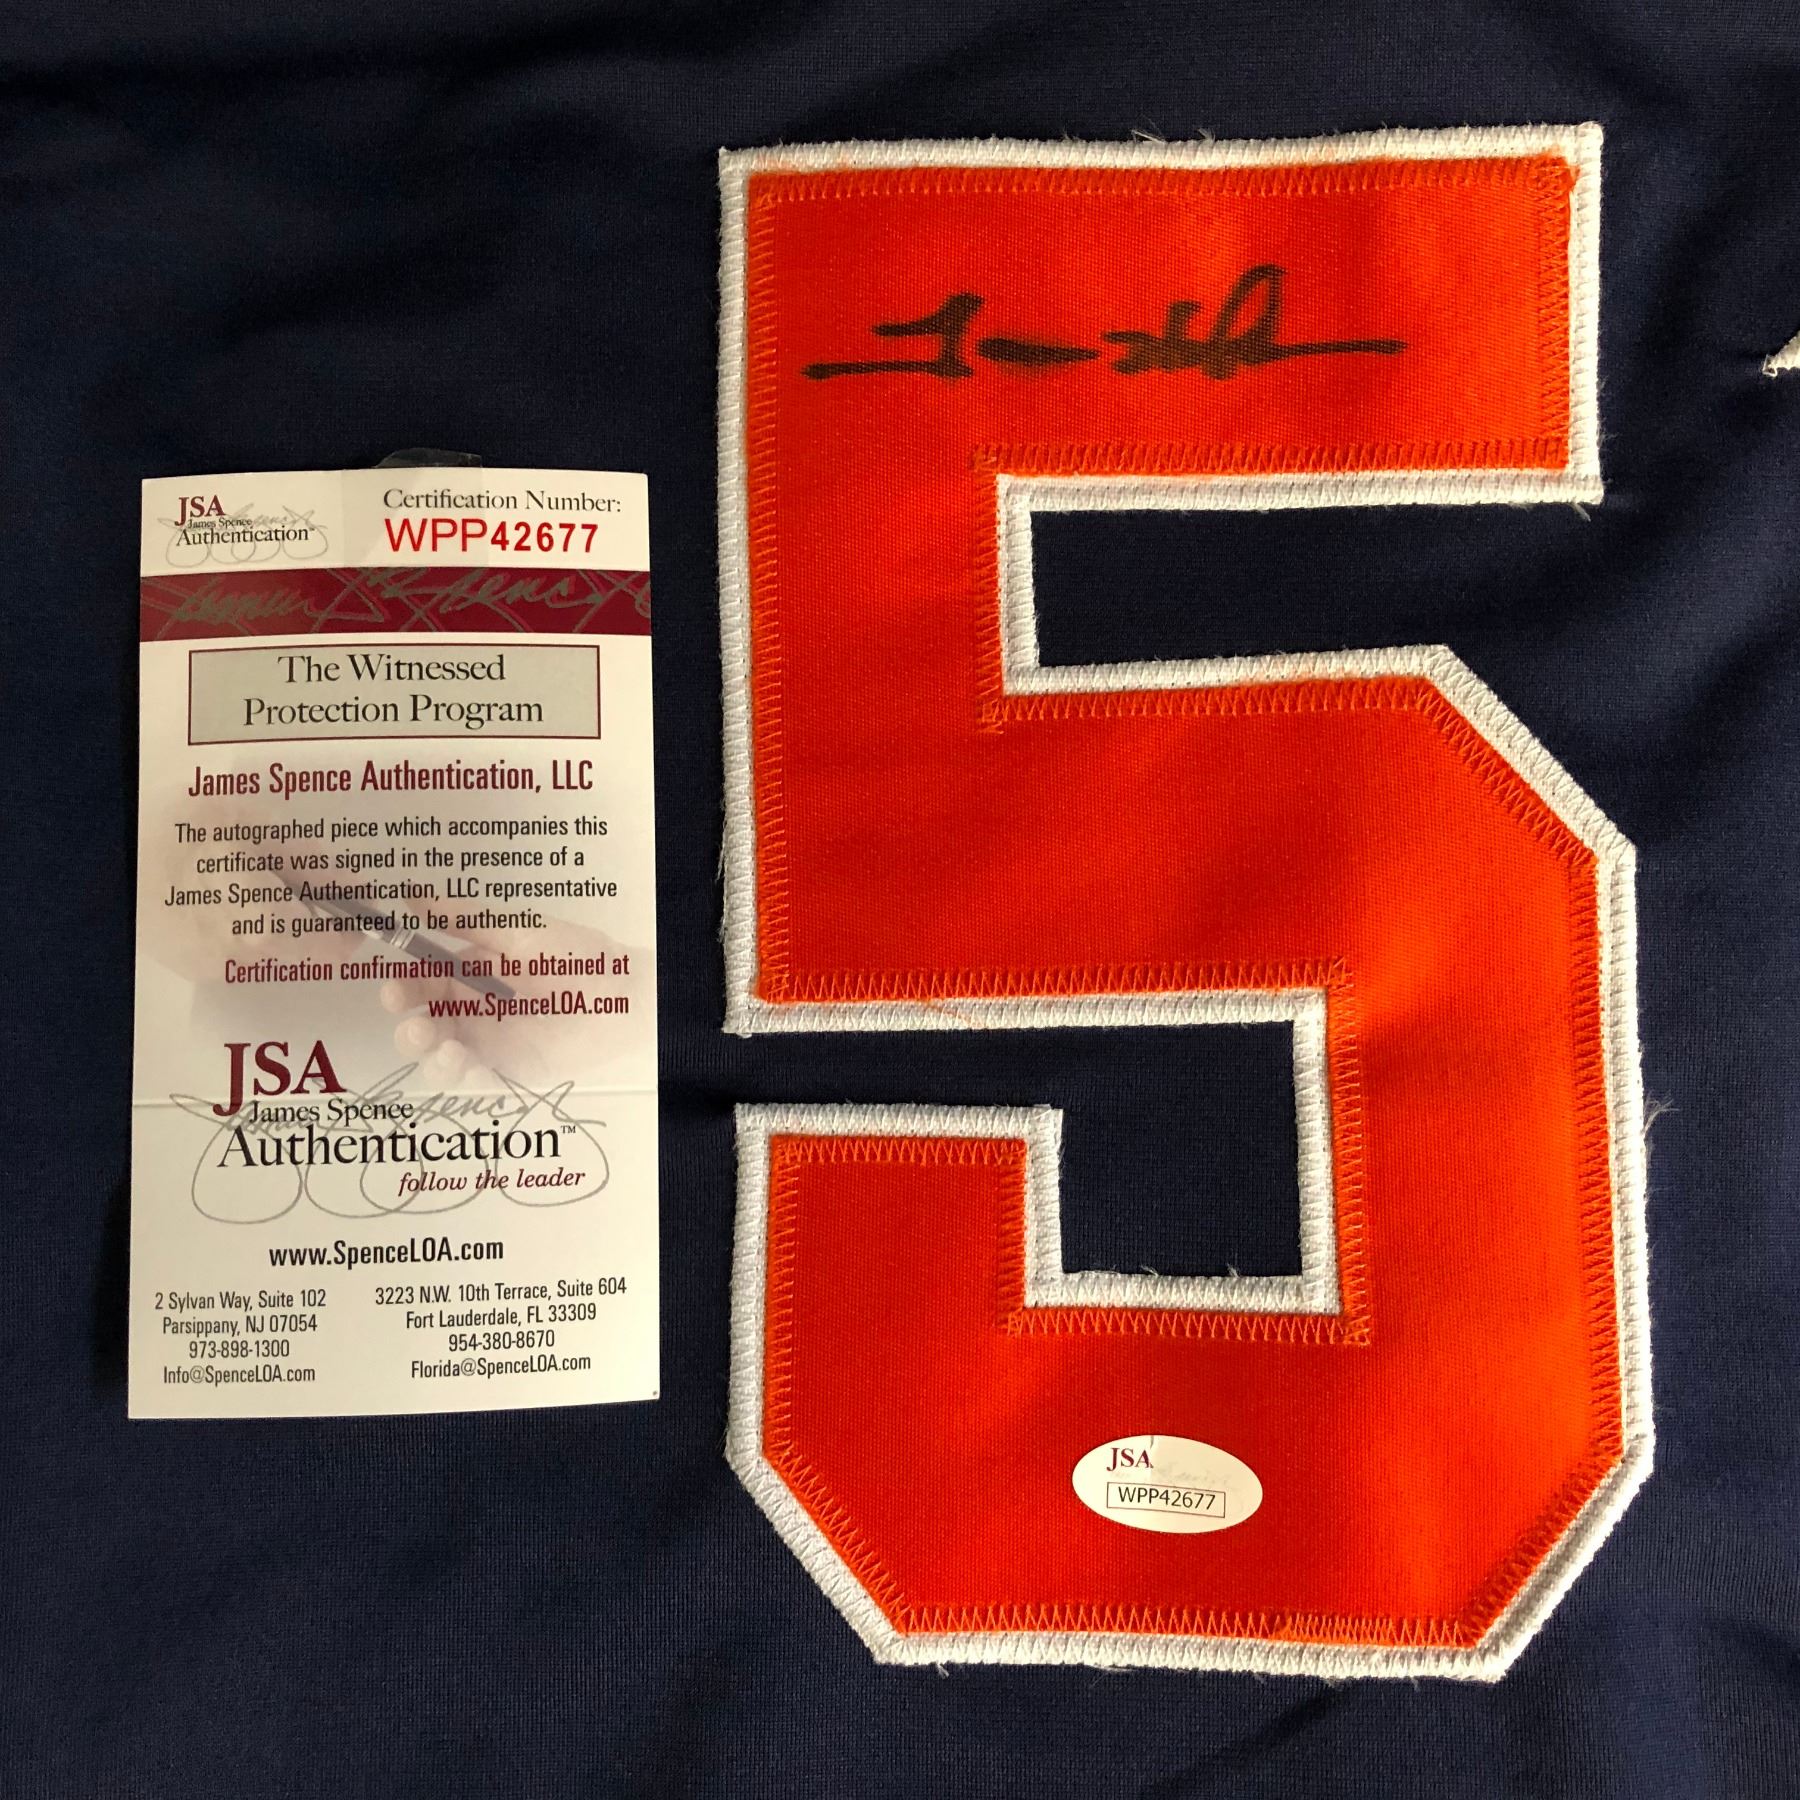 JSA
James Spence
Authentication™
Certification Number:
WPP42677
The Witnessed
Protection Program
James Spence Authentication, LLC
The autographed piece which accompanies this
certificate was signed in the presence of a
James Spence Authentication, LLC representative
and is guaranteed to be authentic.
Certification confirmation can be obtained at
www.SpenceLOA.com
JSA
James Spence
Authentication™
follow the leader
www.SpenceLOA.com
2 Sylvan Way, Suite 102
Parsippany, NJ 07054
973-898-1300
Info@SpenceLOA.com
3223 N.W. 10th Terrace, Suite 604
Fort Lauderdale, FL 33309
954-380-8670
Florida@SpenceLOA.com
5
JSA
WPP42677